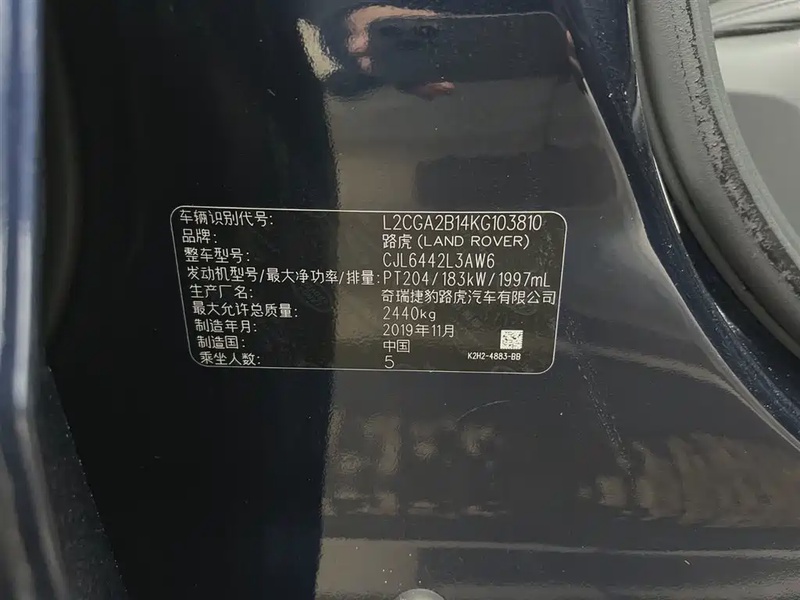 车辆识别代号: L2CGA2B14KG103810
品牌: 路虎(LAND ROVER)
整车型号: CJL6442L3AW6
发动机型号/最大净功率/排量: PT204/183kW/1997mL
生产厂名: 奇瑞捷豹路虎汽车有限公司
最大允许总质量: 2440kg
制造年月: 2019年11月
制造国: 中国
乘坐人数: 5
K2H2-4883-BB